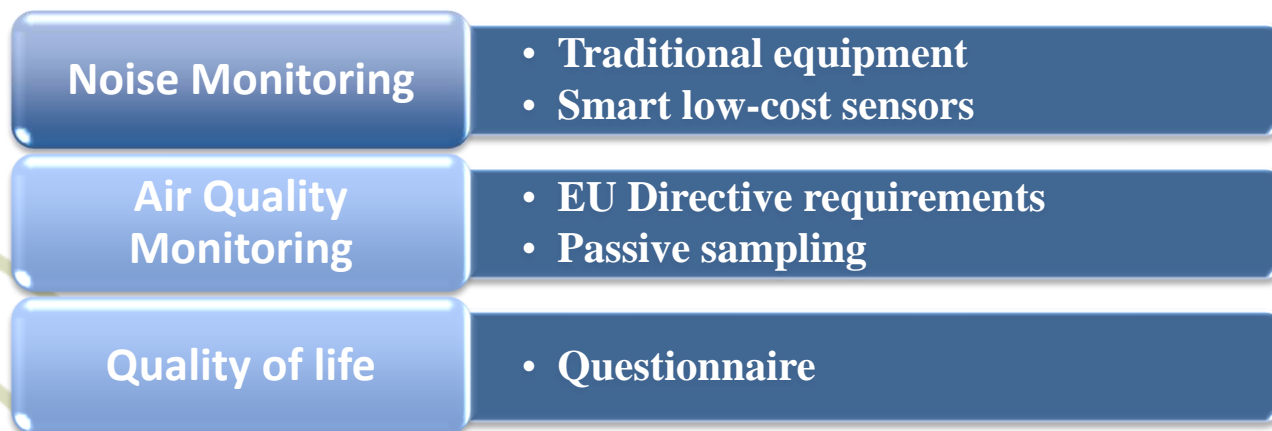 Noise Monitoring
• Traditional equipment
• Smart low-cost sensors
Air Quality
Monitoring
• EU Directive requirements
• Passive sampling
Quality of life
• Questionnaire